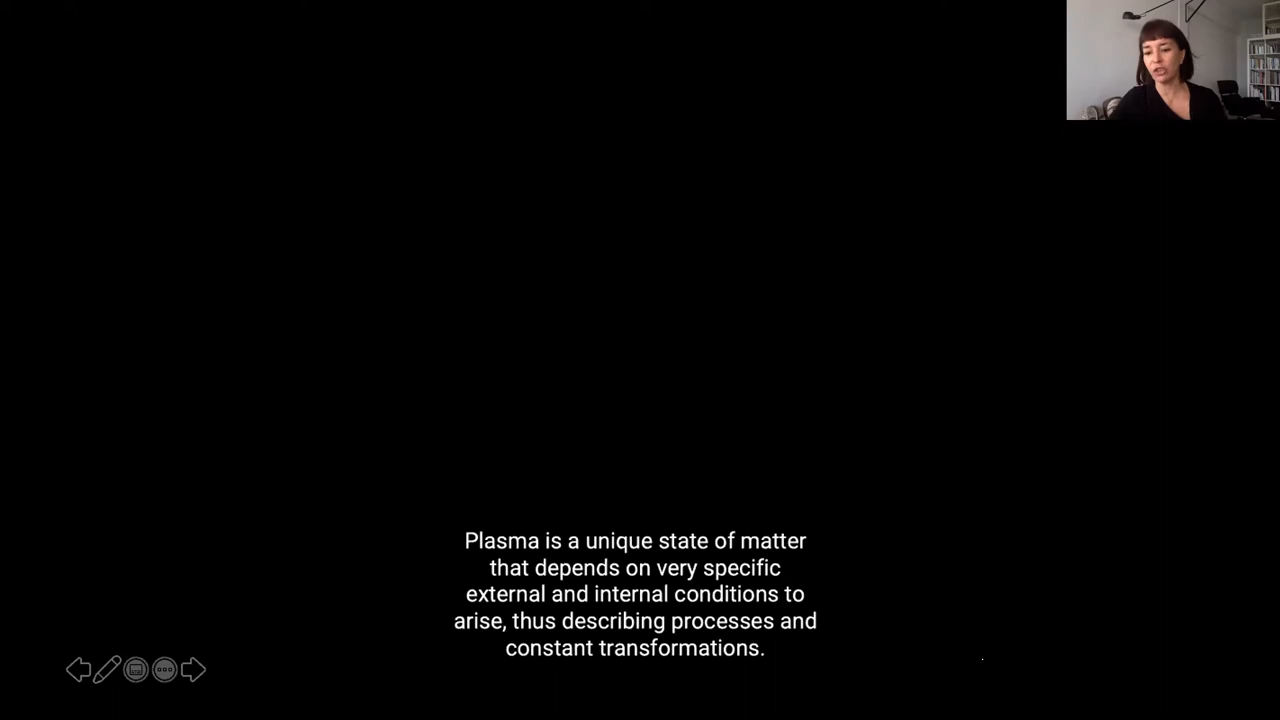 Plasma is a unique state of matter
that depends on very specific
external and internal conditions to
arise, thus describing processes and
constant transformations.